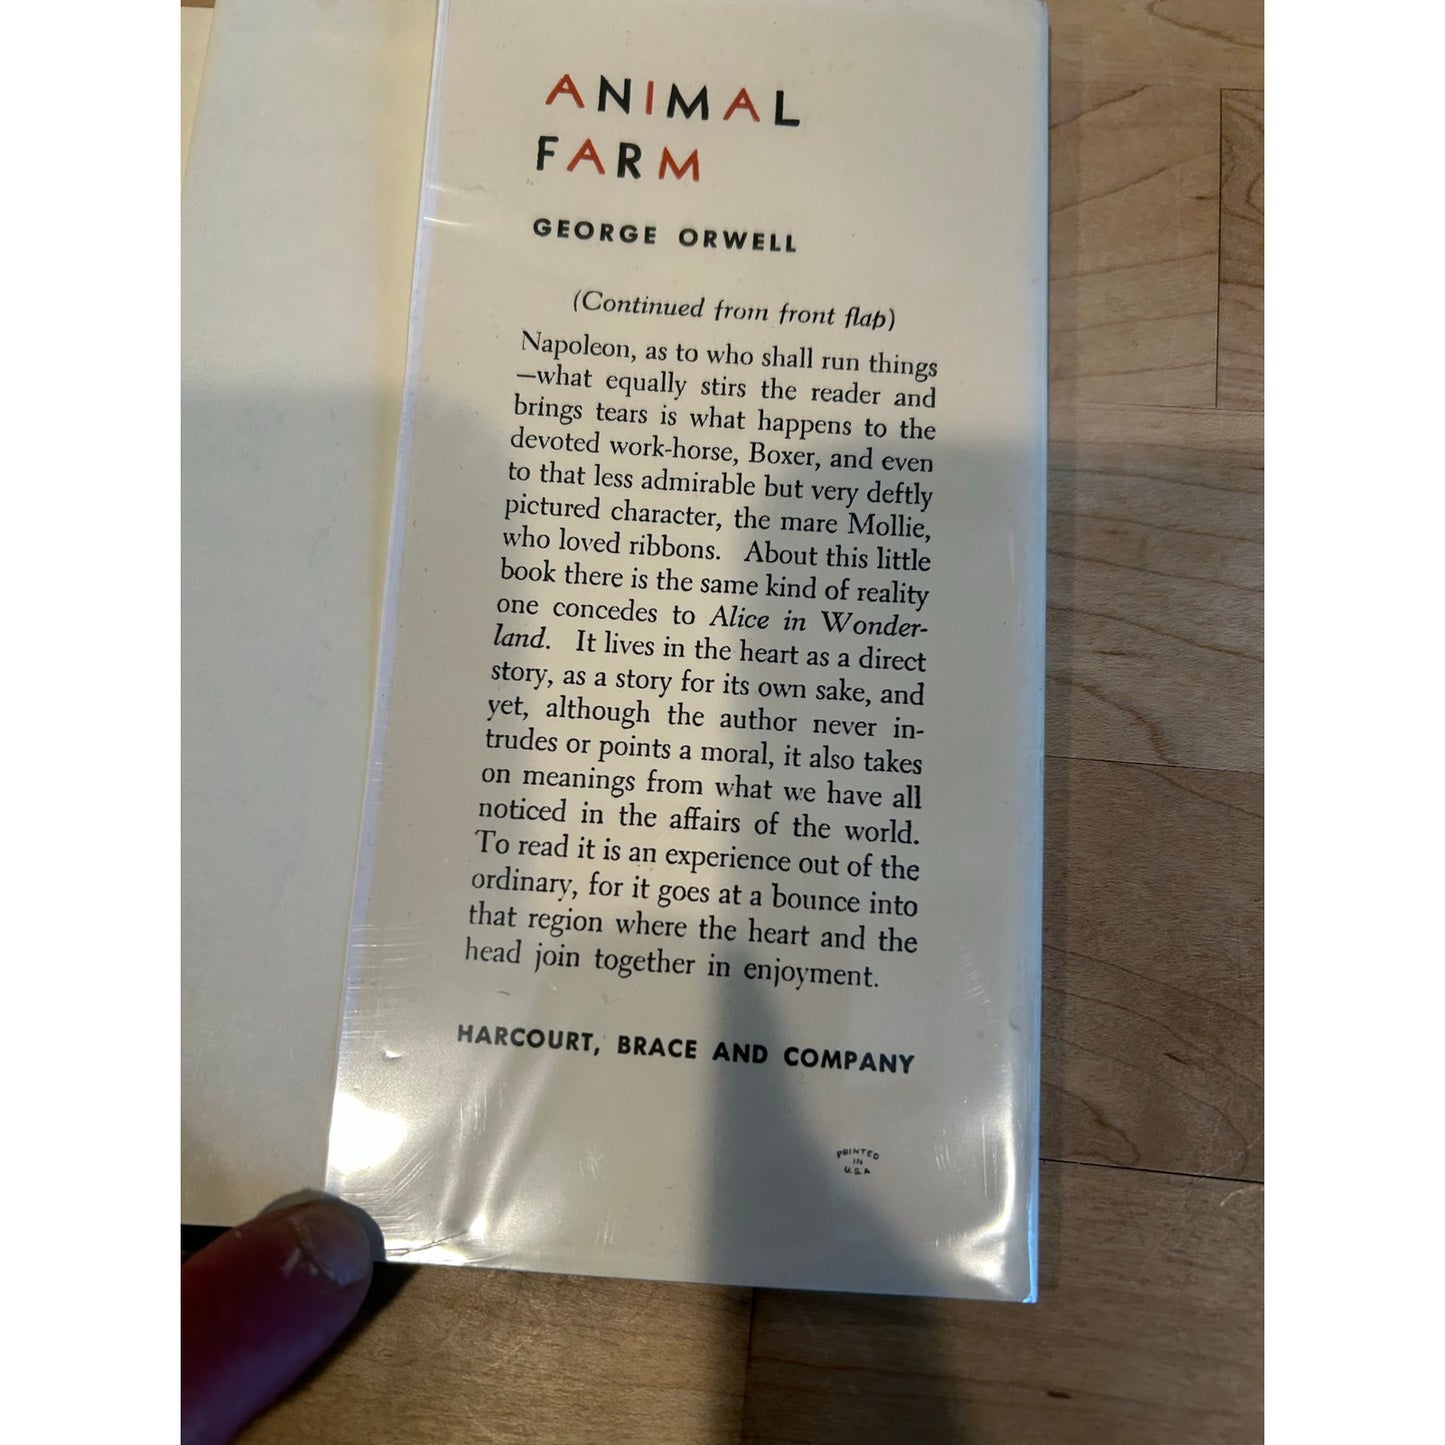 ANIMAL
FARM
GEORGE ORWELL
(Continued from front flap)
Napoleon, as to who shall run things
—what equally stirs the reader and
brings tears is what happens to the
devoted work-horse, Boxer, and even
to that less admirable but very deftly
pictured character, the mare Mollie,
who loved ribbons. About this little
book there is the same kind of reality
one concedes to Alice in Wonder-
land. It lives in the heart as a direct
story, as a story for its own sake, and
yet, although the author never in-
trudes or points a moral, it also takes
on meanings from what we have all
noticed in the affairs of the world.
To read it is an experience out of the
ordinary, for it goes at a bounce into
that region where the heart and the
head join together in enjoyment.
HARCOURT, BRACE AND COMPANY
PRINTED
IN
U.S.A